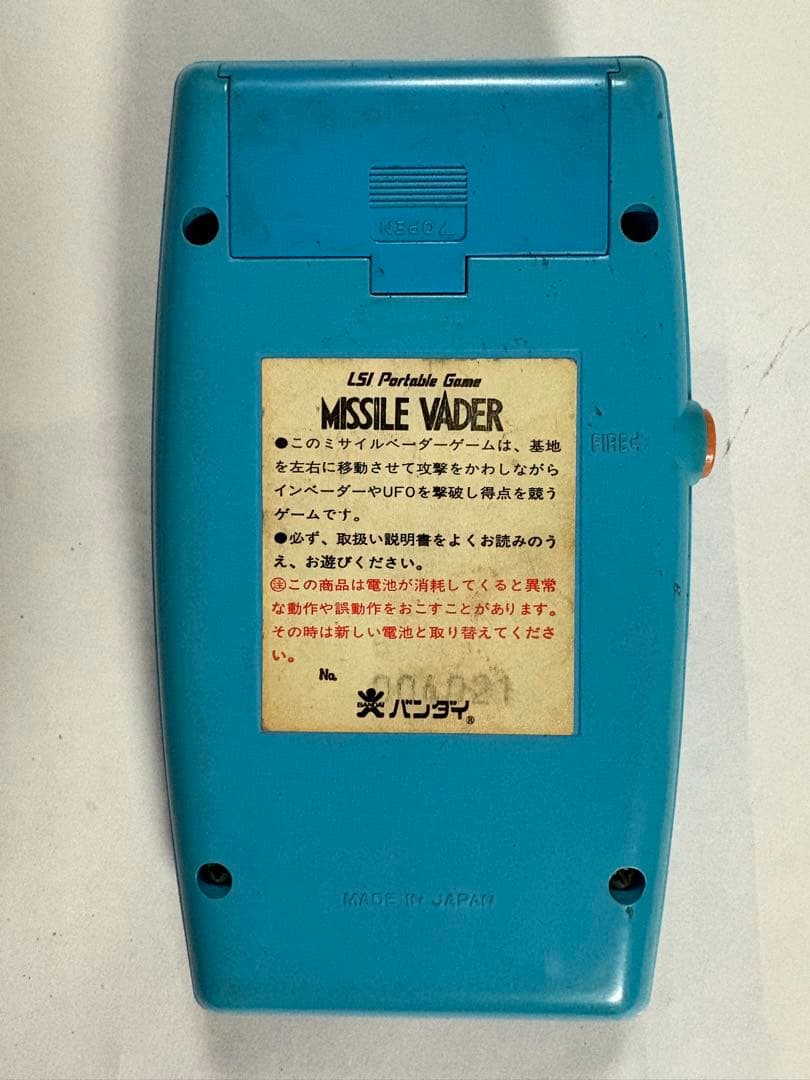 OPEN
LSI Portable Game
MISSILE VADER
●このミサイルベーダーゲームは、基地
を左右に移動させて攻撃をかわしながら
インベーダーやUFOを撃破し得点を競う
ゲームです。
FIRE
●必ず、取扱い説明書をよくお読みのう
え、お遊びください。
㊟この商品は電池が消耗してくると異常
な動作や誤動作をおこすことがあります。
その時は新しい電池と取り替えてくださ
い。
No.
BANDAI バンダイ®
MADE IN JAPAN